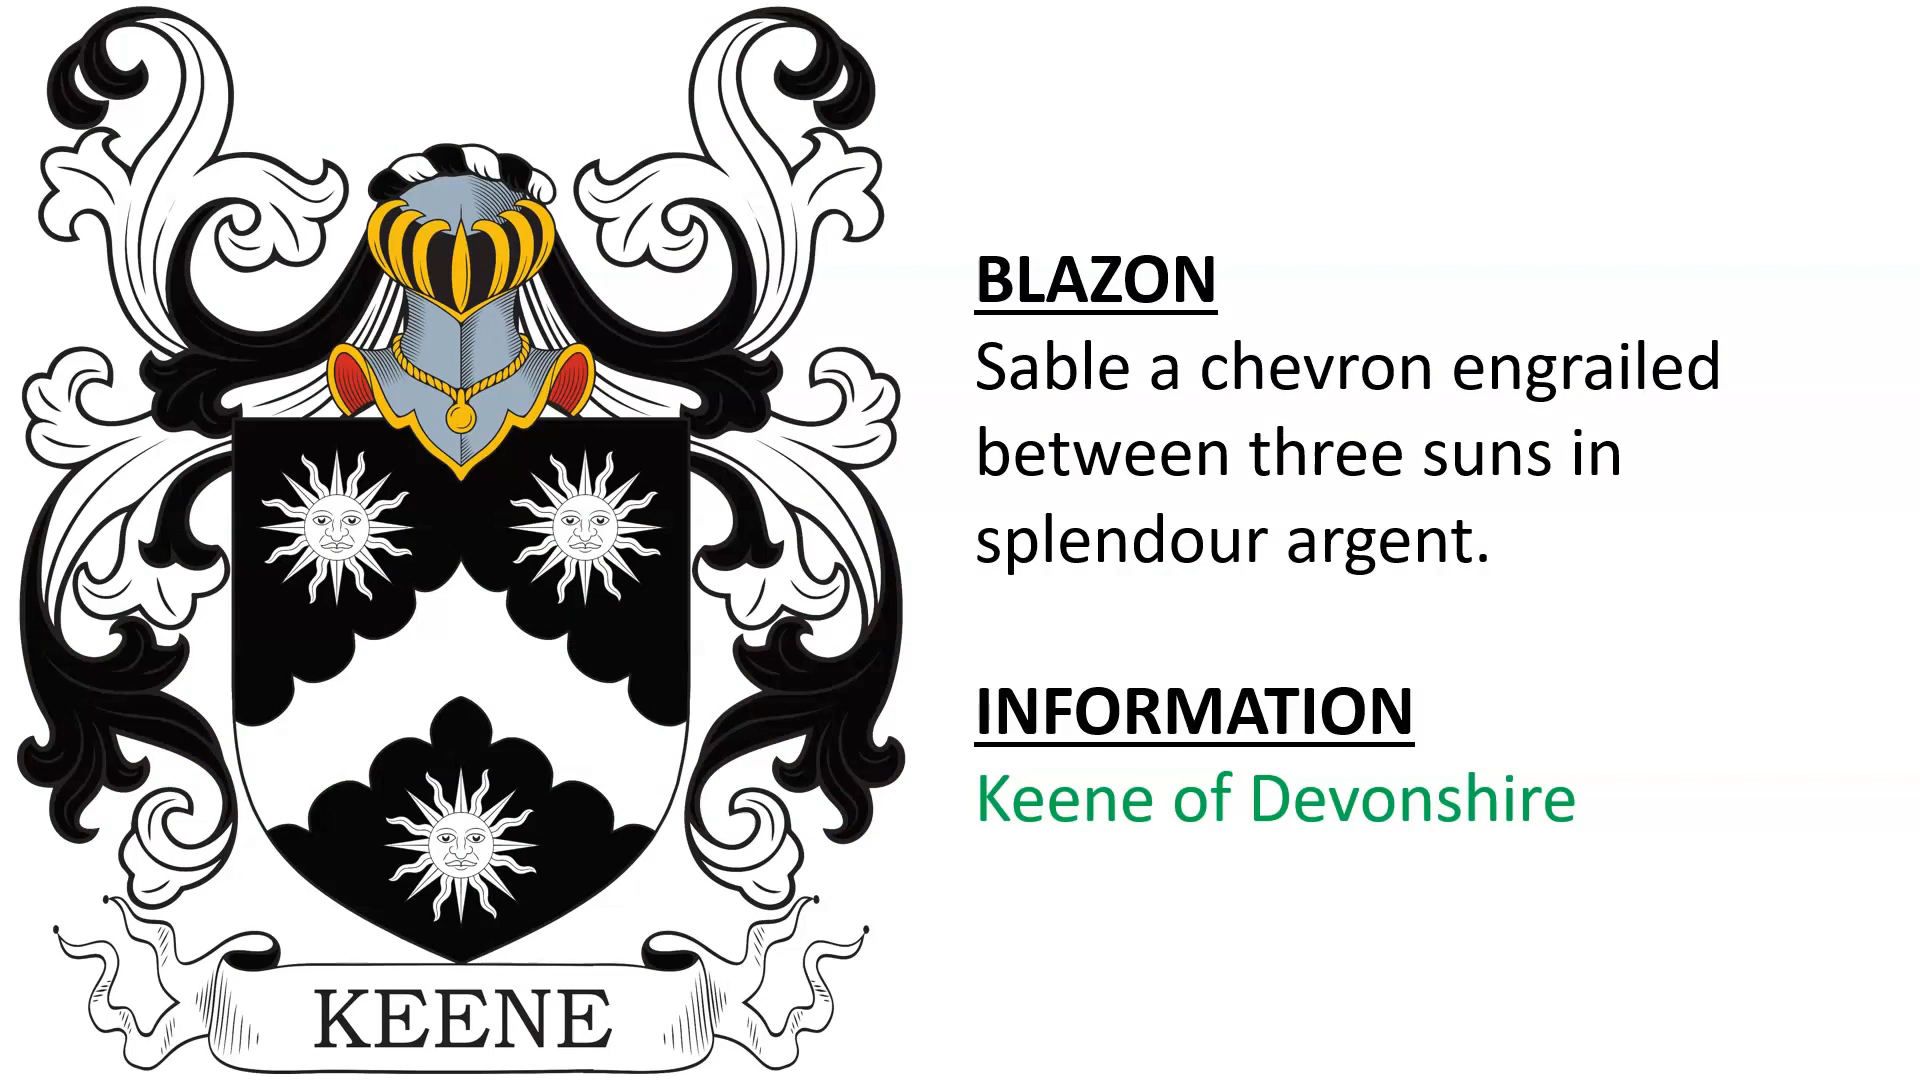 BLAZON
Sable a chevron engrailed
between three suns in
splendour argent.
INFORMATION
Keene of Devonshire
KEENE